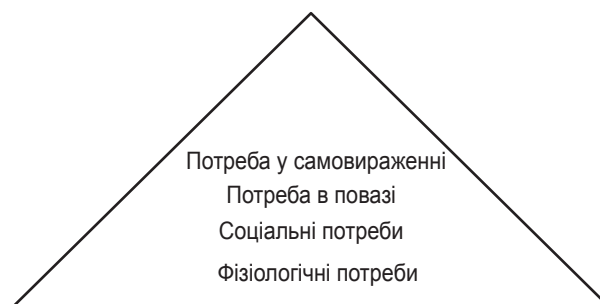 Потреба у самовираженні
Потреба в повазі
Соціальні потреби
Фізіологічні потреби